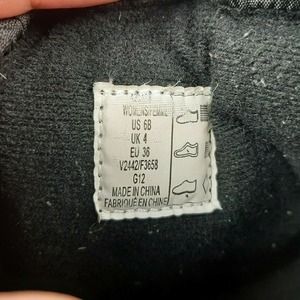 WOMENS/FEMME
US 6B
UK 4
EU 36
V2442/F3658
G12
MADE IN CHINA
FABRIQUÉ EN CHINE